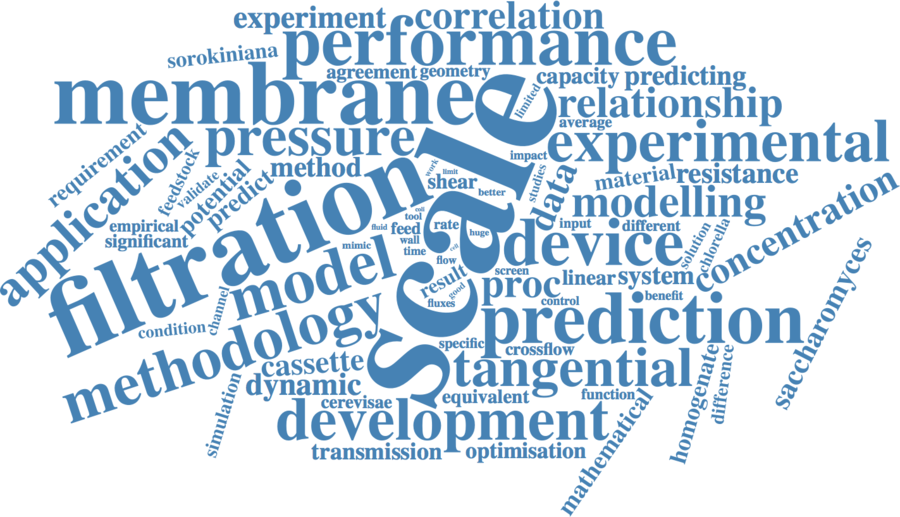 experiment
correlation
sorokiniana
performance
agreement
geometry
capacity
predicting
limited
membrane
scale
relationship
average
requirement
application
feedstock
validate
pressure
method
potential
predict
experimental
impact
studies
data
material
resistance
work
limit
shear
better
modelling
empirical
significant
filtration
cell
tool
fluid
feed
rate
huge
wall
mimic
time
cell
flow
input
different
solution
chlorella
concentration
device
model
result
good
screen
proc
linear
system
fluxes
control
benefit
saccharomyces
channel
condition
methodology
prediction
specific
crossflow
cassette
dynamic
tangential
homogenate
difference
simulation
cerevisae
equivalent
function
development
mathematical
transmission
optimisation